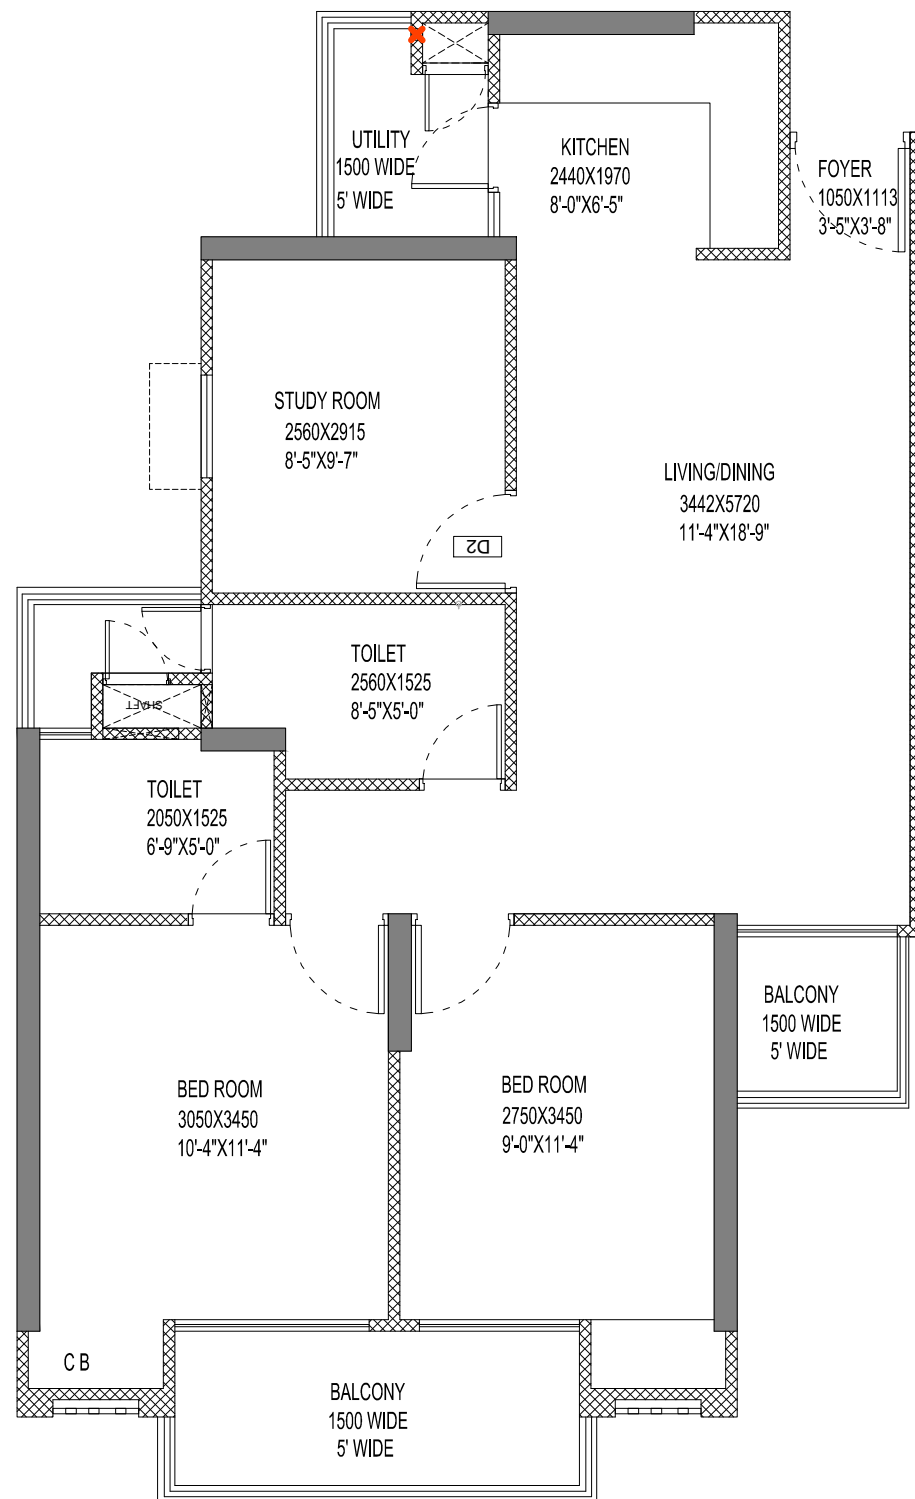 UTILITY
1500 WIDE
5' WIDE
KITCHEN
2440X1970
8'-0"X6'-5"
FOYER
1050X1113
3'-5"X3'-8"
STUDY ROOM
2560X2915
8'-5"X9'-7"
LIVING/DINING
3442X5720
11'-4"X18'-9"
D2
TOILET
2560X1525
8'-5"X5'-0"
SHAFT
TOILET
2050X1525
6'-9"X5'-0"
BALCONY
1500 WIDE
5' WIDE
BED ROOM
3050X3450
10'-4"X11'-4"
BED ROOM
2750X3450
9'-0"X11'-4"
C B
BALCONY
1500 WIDE
5' WIDE